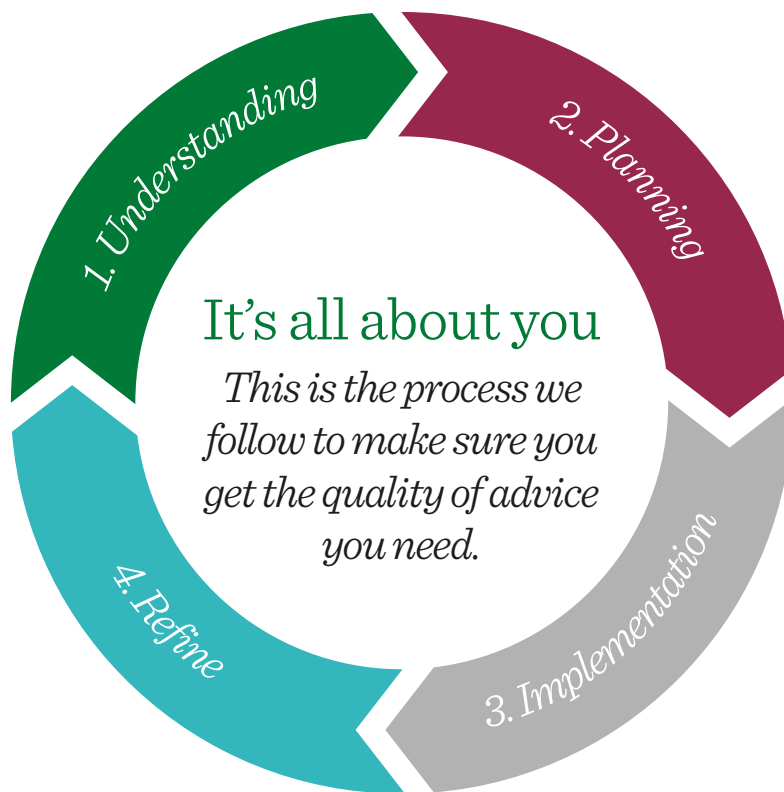 1. Understanding
2. Planning
It’s all about you
This is the process we
follow to make sure you
get the quality of advice
you need.
3. Implementation
4. Refine